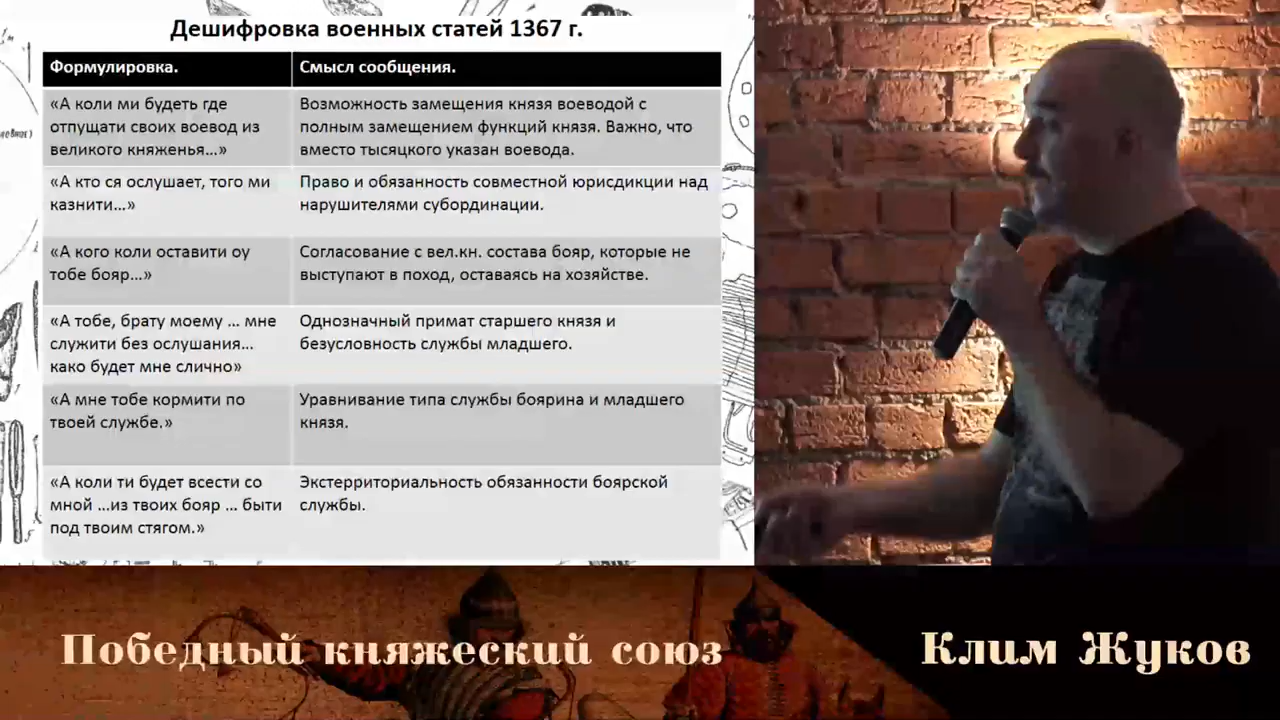 Дешифровка военных статей 1367 г.
Формулировка.
Смысл сообщения.
«А коли ми будеть где
отпущати своих воевод из
великого княженья…»
Возможность замещения князя воеводой с
полным замещением функций князя. Важно, что
вместо тысяцкого указан воевода.
«А кто ся ослушает, того ми
казнити…»
Право и обязанность совместной юрисдикции над
нарушителями субординации.
«А кого коли оставити оу
тобе бояр…»
Согласование с вел.кн. состава бояр, которые не
выступают в поход, оставаясь на хозяйстве.
«А тобе, брату моему … мне
служити без ослушания…
како будет мне слично»
Однозначный примат старшего князя и
безусловность службы младшего.
«А мне тобе кормити по
твоей службе.»
Уравнивание типа службы боярина и младшего
князя.
«А коли ти будет всести со
мной …из твоих бояр … быти
под твоим стягом.»
Экстерриториальность обязанности боярской
службы.
Победный княжеский союз
Клим Жуков